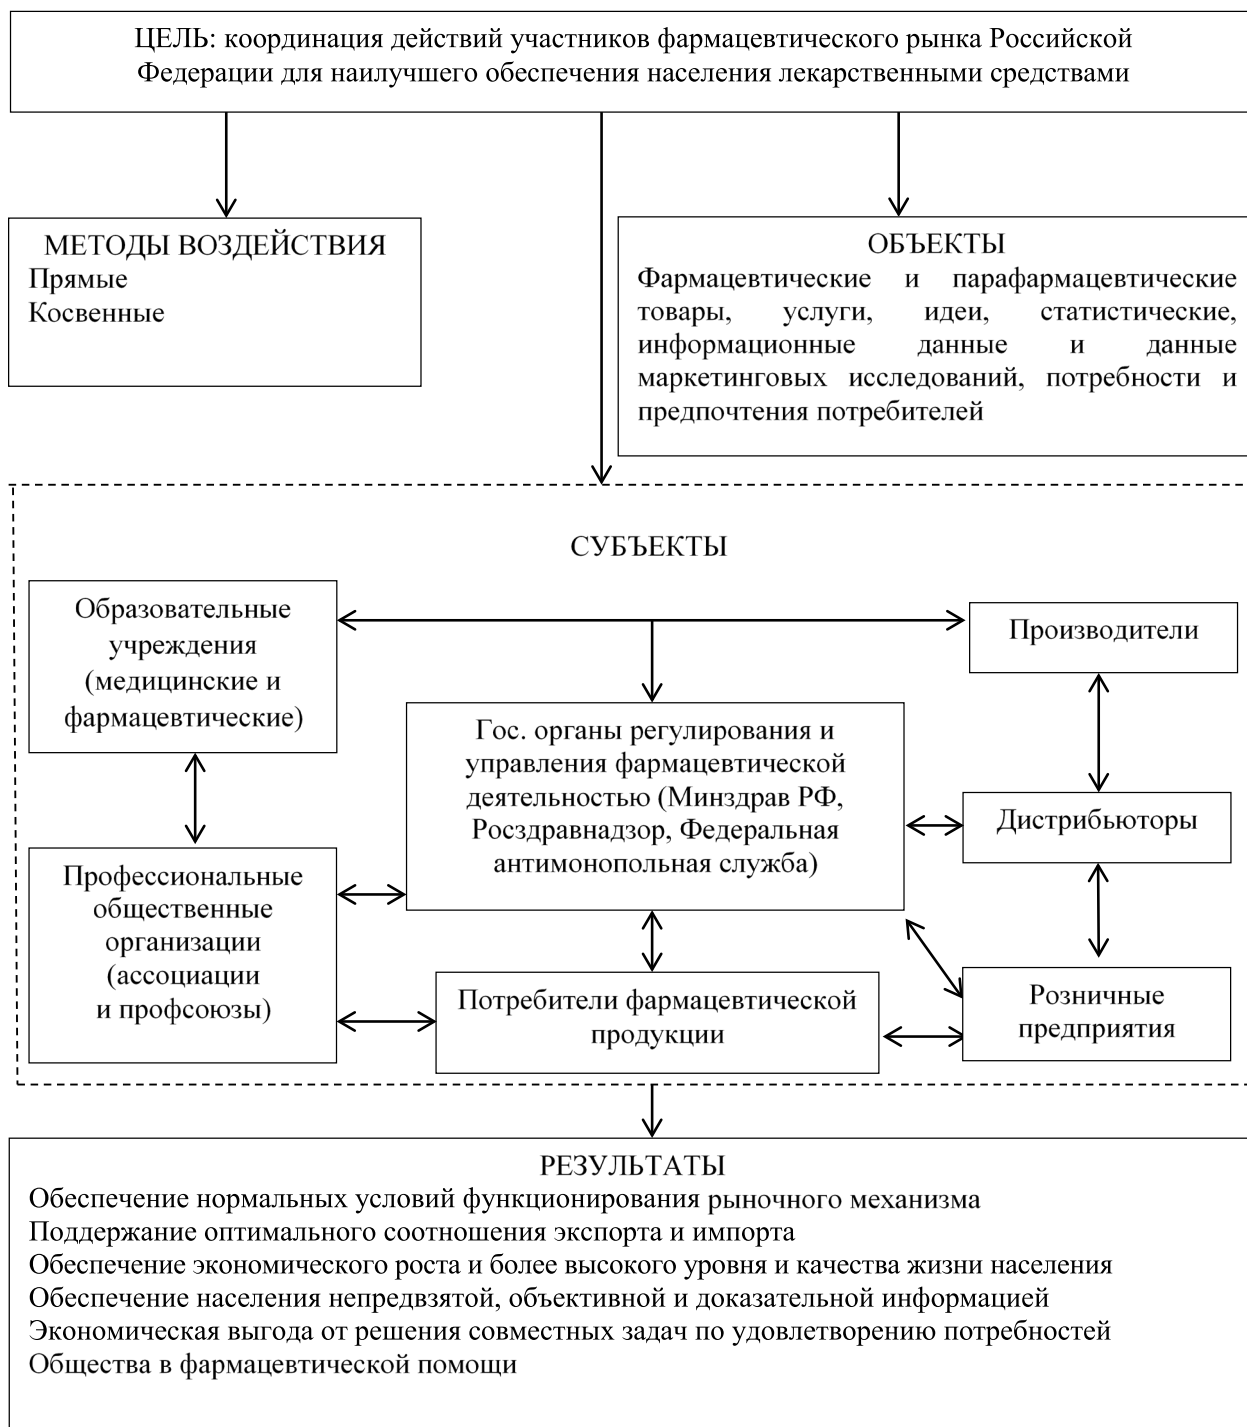 ЦЕЛЬ: координация действий участников фармацевтического рынка Российской
Федерации для наилучшего обеспечения населения лекарственными средствами
МЕТОДЫ ВОЗДЕЙСТВИЯ
Прямые
Косвенные
ОБЪЕКТЫ
Фармацевтические и парафармацевтические
товары, услуги, идеи, статистические,
информационные данные и данные
маркетинговых исследований, потребности и
предпочтения потребителей
СУБЪЕКТЫ
Образовательные
учреждения
(медицинские и
фармацевтические)
Производители
Гос. органы регулирования и
управления фармацевтической
деятельностью (Минздрав РФ,
Росздравнадзор, Федеральная
антимонопольная служба)
Дистрибьюторы
Профессиональные
общественные
организации
(ассоциации
и профсоюзы)
Потребители фармацевтической
продукции
Розничные
предприятия
РЕЗУЛЬТАТЫ
Обеспечение нормальных условий функционирования рыночного механизма
Поддержание оптимального соотношения экспорта и импорта
Обеспечение экономического роста и более высокого уровня и качества жизни населения
Обеспечение населения непредвзятой, объективной и доказательной информацией
Экономическая выгода от решения совместных задач по удовлетворению потребностей
Общества в фармацевтической помощи